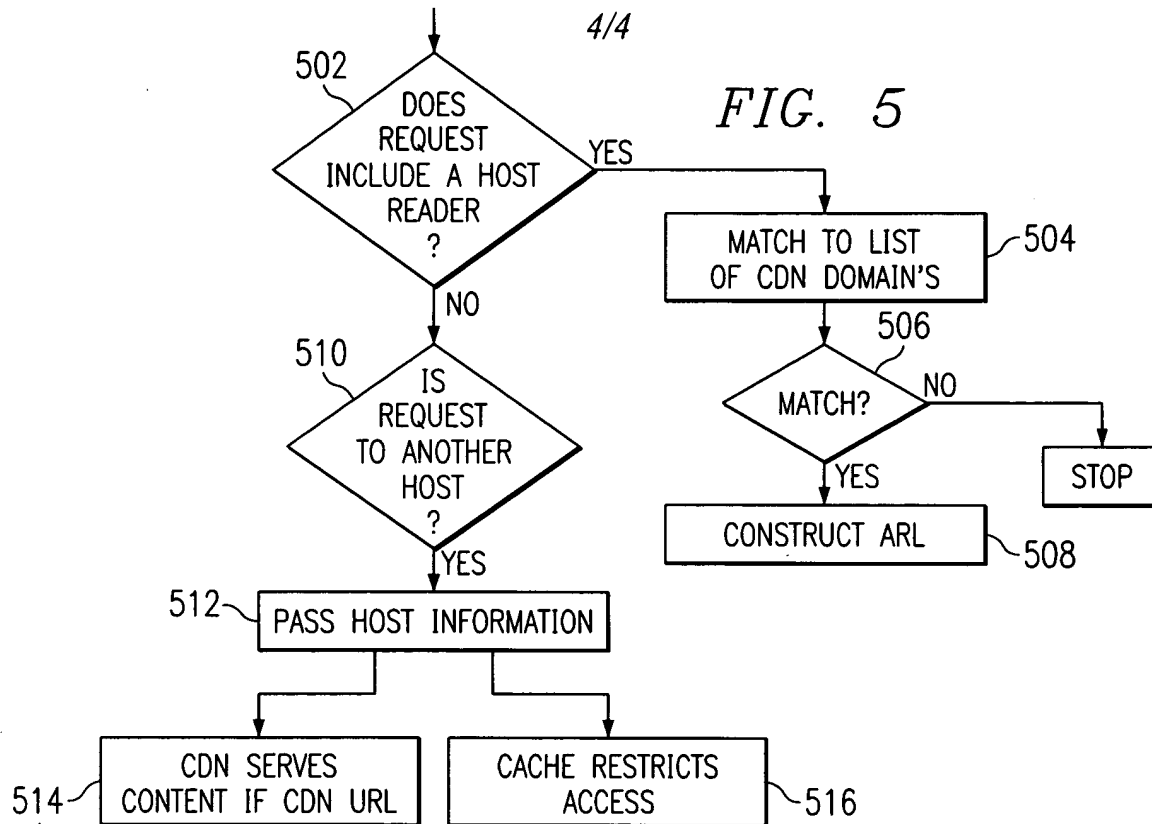 4/4
FIG. 5
502
DOES
REQUEST
INCLUDE A HOST
READER
?
YES
NO
MATCH TO LIST
OF CDN DOMAIN'S
504
506
MATCH?
NO
STOP
YES
CONSTRUCT ARL
508
510
IS
REQUEST
TO ANOTHER
HOST
?
YES
512
PASS HOST INFORMATION
CDN SERVES
CONTENT IF CDN URL
514
CACHE RESTRICTS
ACCESS
516